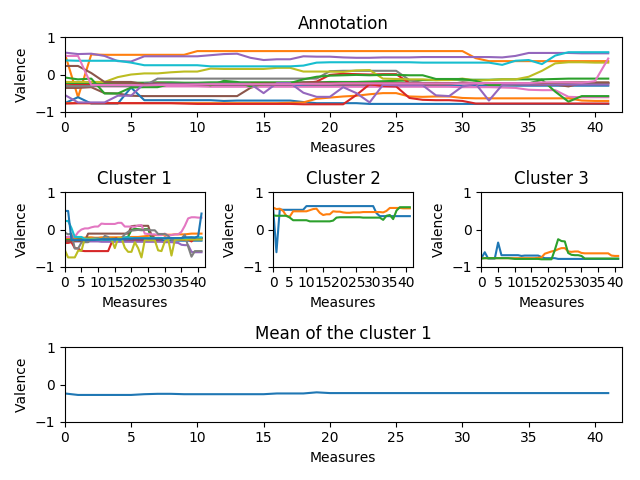 Annotation
Valence
1
0
−1
0 5 10 15 20 25 30 35 40
Measures
Cluster 1 Cluster 2 Cluster 3
Valence Valence Valence
1 1 1
0 0 0
−1 −1 −1
0 5 10 15 20 25 30 35 40 0 5 10 15 20 25 30 35 40 0 5 10 15 20 25 30 35 40
Measures Measures Measures
Mean of the cluster 1
Valence
1
0
−1
0 5 10 15 20 25 30 35 40
Measures